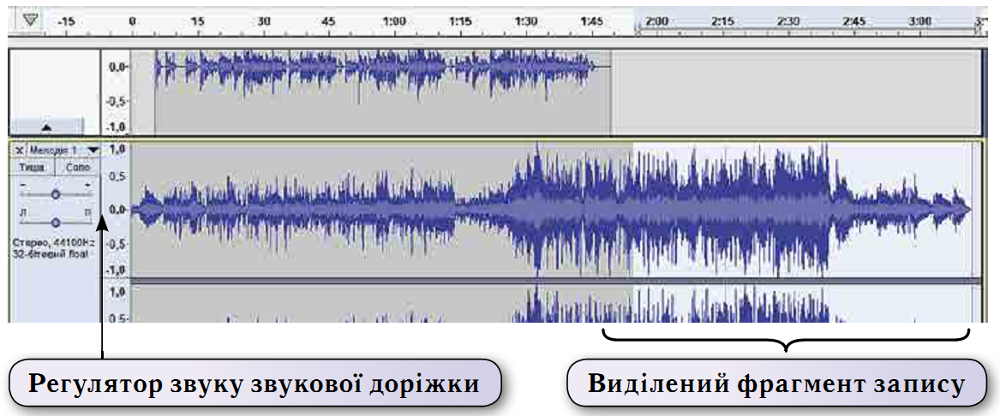 -15 0 15 30 45 1:00 1:15 1:30 1:45 2:00 2:15 2:30 2:45 3:00
0,0
-0,5
-1,0
x Мелодія 1 1,0
Тиша Соло
0,5
- +
Л П 0,0
Стерео, 44100Hz -0,5
32-бітовий float
-1,0
1,0
0,5
Регулятор звуку звукової доріжки Виділений фрагмент запису